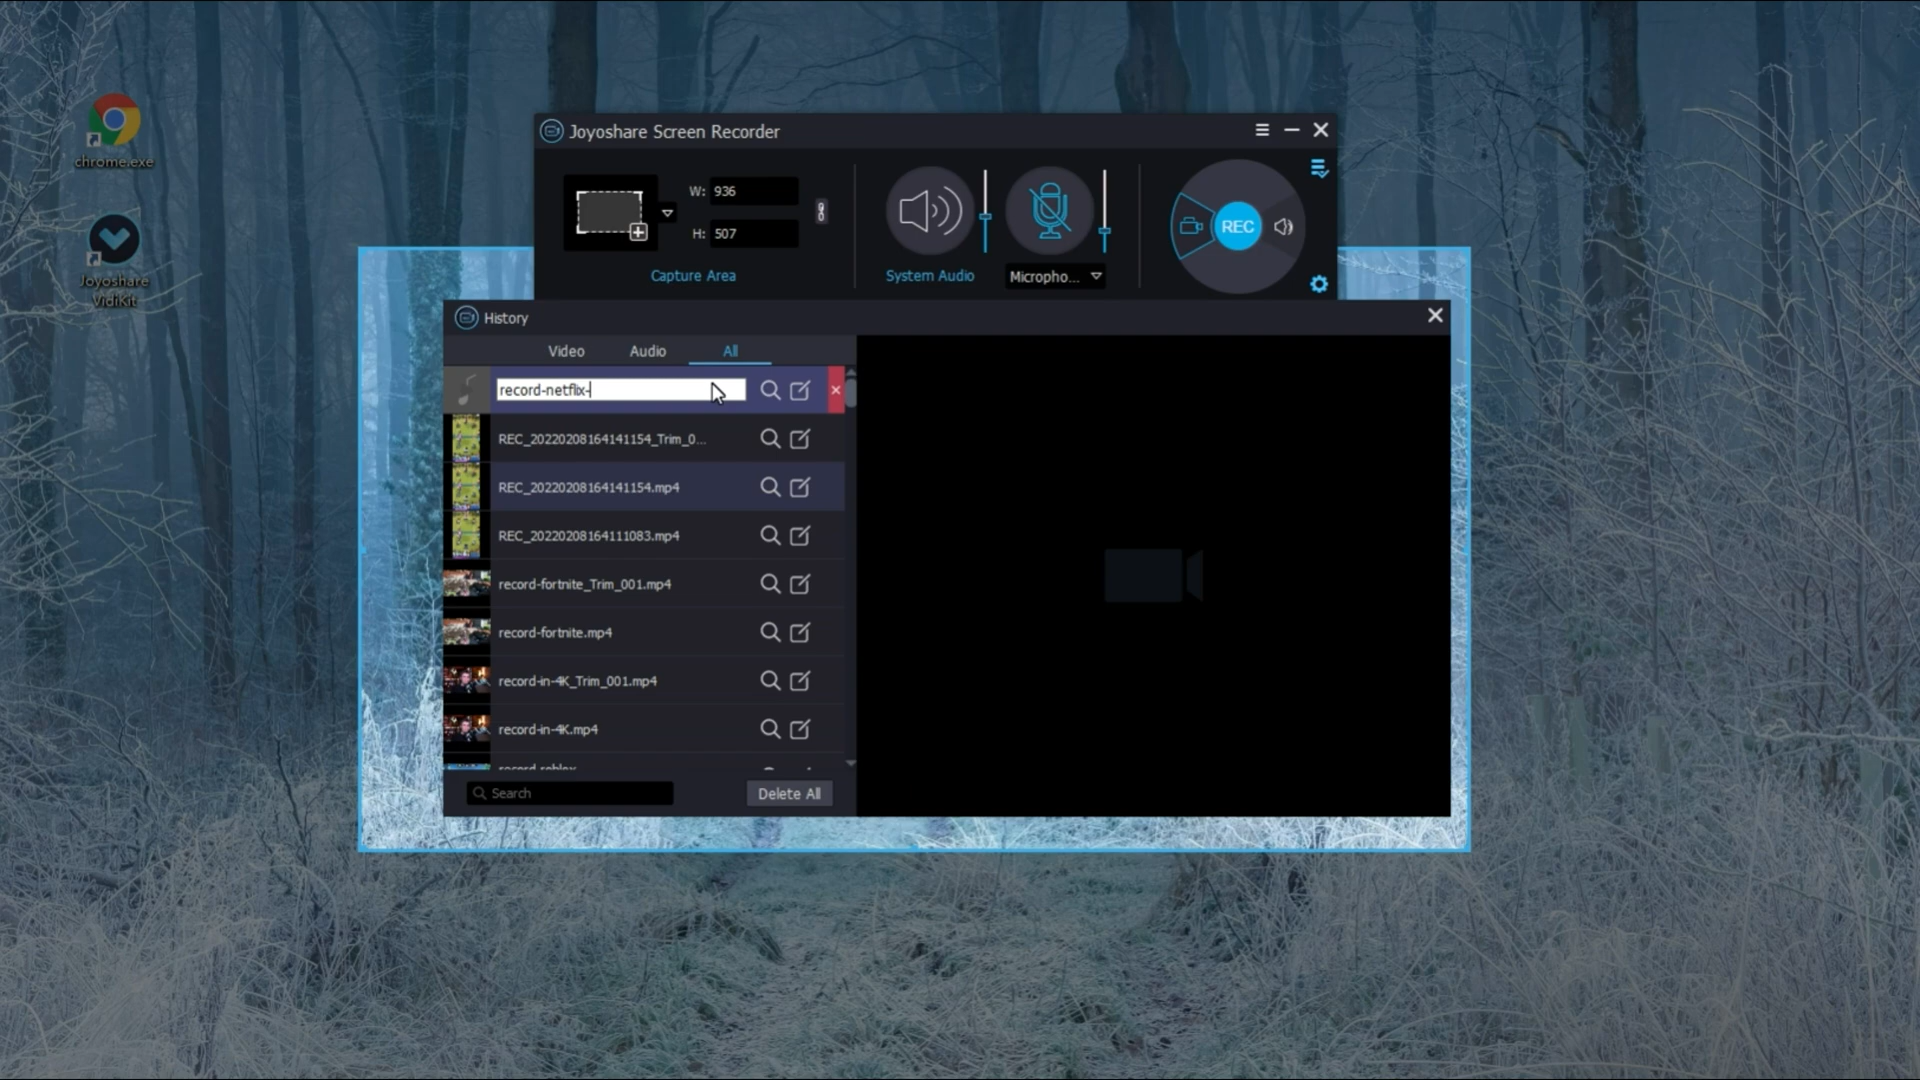 chrome.exe
Joyoshare
VidiKit
Joyoshare Screen Recorder
W: 936
H: 507
Capture Area
System Audio
Micropho...
REC
History
Video Audio All
record-netflix-
REC_20220208164141154_Trim_0...
REC_20220208164141154.mp4
REC_20220208164111083.mp4
record-fortnite_Trim_001.mp4
record-fortnite.mp4
record-in-4K_Trim_001.mp4
record-in-4K.mp4
Search
Delete All